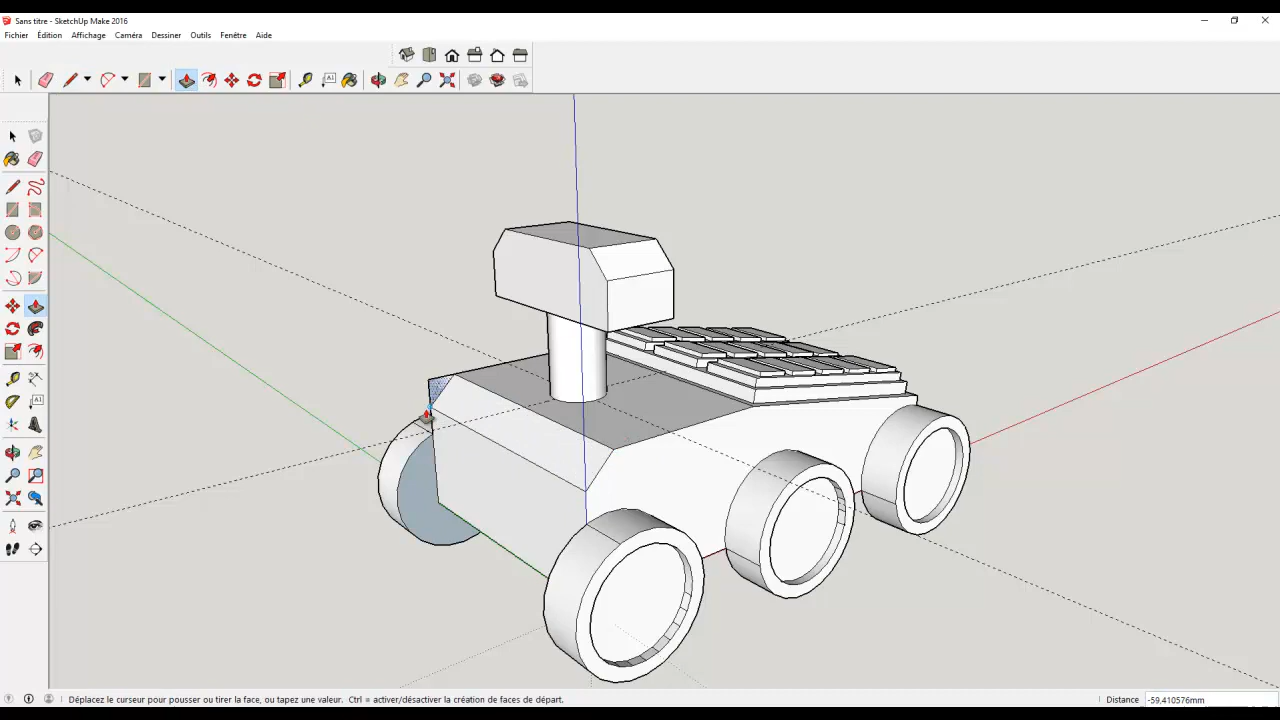 Sans titre - SketchUp Make 2016
Fichier Édition Affichage Caméra Dessiner Outils Fenêtre Aide
A1
A1
Déplacez le curseur pour pousser ou tirer la face, ou tapez une valeur. Ctrl = activer/désactiver la création de faces de départ. Distance -59,410576mm